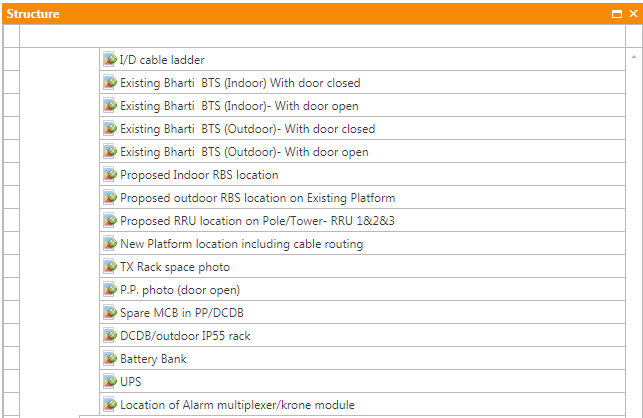 Structure
I/D cable ladder
Existing Bharti  BTS (Indoor) With door closed
Existing Bharti  BTS (Indoor)- With door open
Existing Bharti  BTS (Outdoor)- With door closed
Existing Bharti  BTS (Outdoor)- With door open
Proposed Indoor RBS location
Proposed outdoor RBS location on Existing Platform
Proposed RRU location on Pole/Tower- RRU 1&2&3
New Platform location including cable routing
TX Rack space photo
P.P. photo (door open)
Spare MCB in PP/DCDB
DCDB/outdoor IP55 rack
Battery Bank
UPS
Location of Alarm multiplexer/krone module